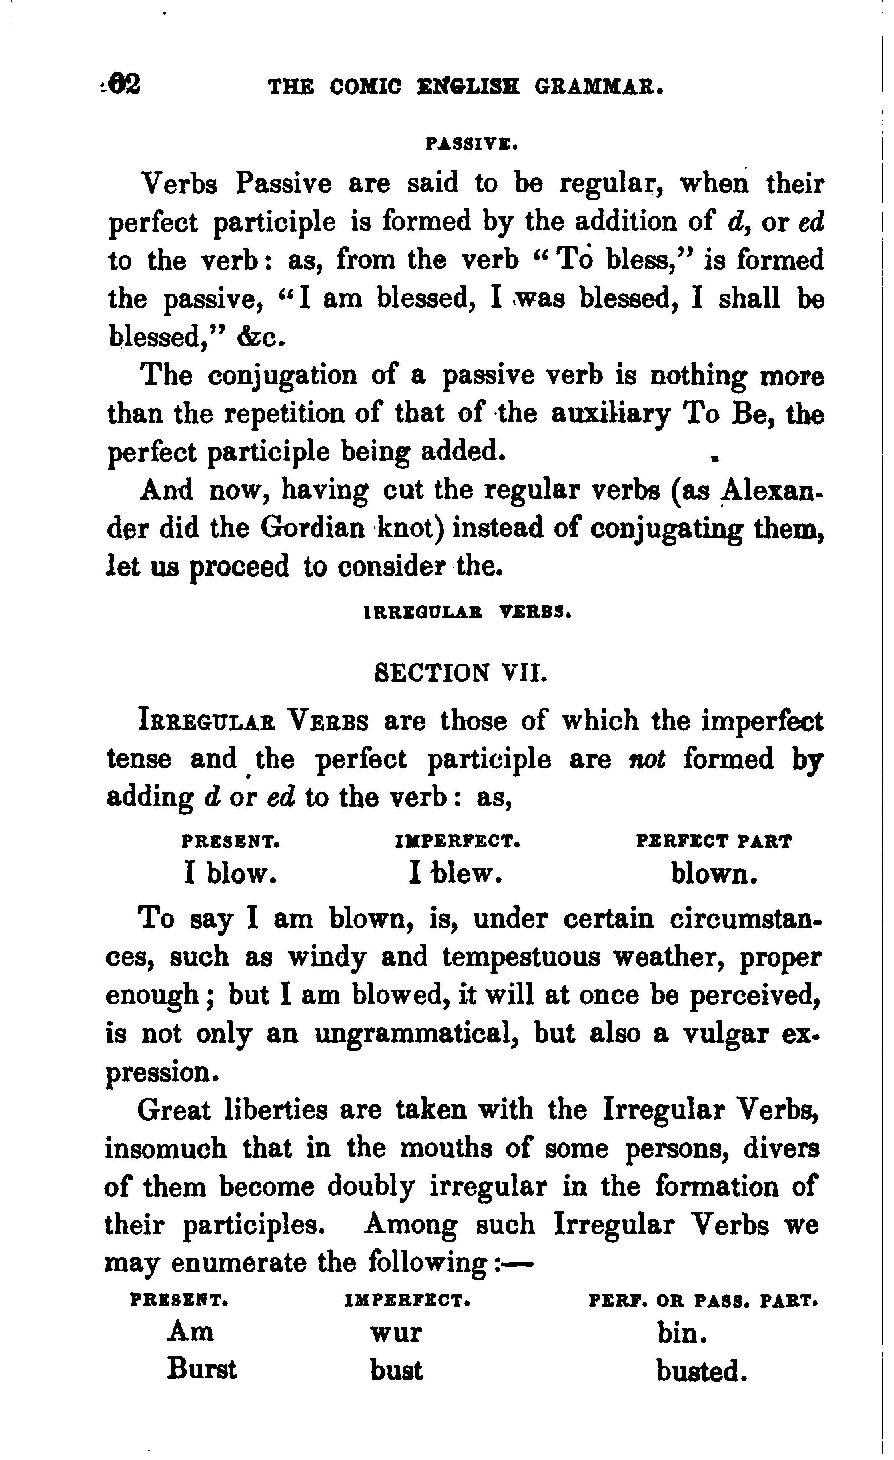 62 THE COMIC ENGLISH GRAMMAR.
PASSIVE.
Verbs Passive are said to be regular, when their
perfect participle is formed by the addition of d, or ed
to the verb: as, from the verb “To bless,” is formed
the passive, “I am blessed, I was blessed, I shall be
blessed,” &c.
The conjugation of a passive verb is nothing more
than the repetition of that of the auxiliary To Be, the
perfect participle being added.
And now, having cut the regular verbs (as Alexan-
der did the Gordian knot) instead of conjugating them,
let us proceed to consider the.
IRREGULAR VERBS.
SECTION VII.
IRREGULAR VERBS are those of which the imperfect
tense and the perfect participle are not formed by
adding d or ed to the verb: as,
PRESENT. IMPERFECT. PERFECT PART
I blow. I blew. blown.
To say I am blown, is, under certain circumstan-
ces, such as windy and tempestuous weather, proper
enough; but I am blowed, it will at once be perceived,
is not only an ungrammatical, but also a vulgar ex-
pression.
Great liberties are taken with the Irregular Verbs,
insomuch that in the mouths of some persons, divers
of them become doubly irregular in the formation of
their participles. Among such Irregular Verbs we
may enumerate the following:—
PRESENT. IMPERFECT. PERF. OR PASS. PART.
Am wur bin.
Burst bust busted.